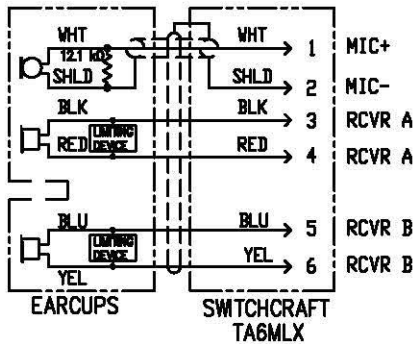 WHT WHT 1 MIC+
12.1 kΩ
SHLD SHLD 2 MIC-
BLK BLK 3 RCVR A
RED LIMITING DEVICE RED 4 RCVR A
BLU BLU 5 RCVR B
LIMITING DEVICE
YEL YEL 6 RCVR B
EARCUPS SWITCHCRAFT
TA6MLX